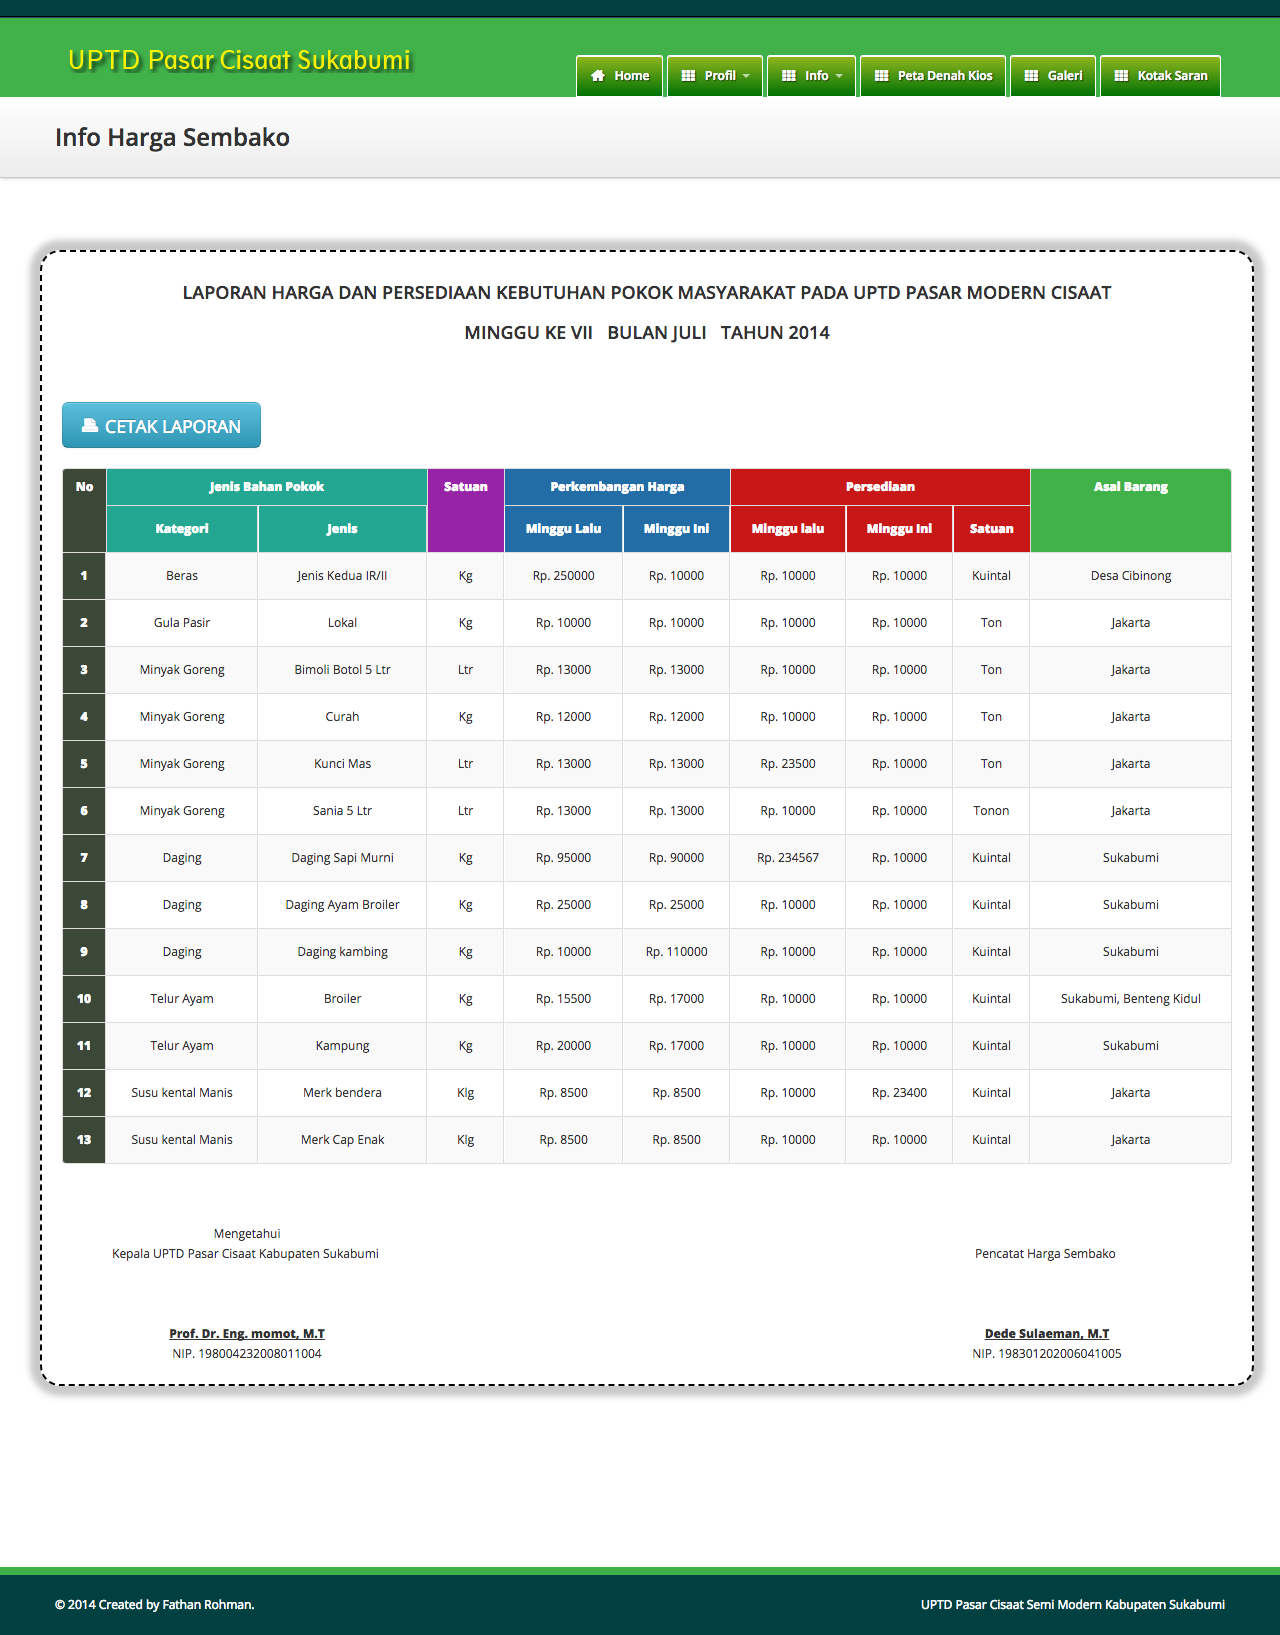 UPTD Pasar Cisaat Sukabumi
Home Profil Info Peta Denah Kios Galeri Kotak Saran
Info Harga Sembako
LAPORAN HARGA DAN PERSEDIAAN KEBUTUHAN POKOK MASYARAKAT PADA UPTD PASAR MODERN CISAAT
MINGGU KE VII BULAN JULI TAHUN 2014
CETAK LAPORAN
No Jenis Bahan Pokok Satuan Perkembangan Harga Persediaan Asal Barang
Kategori Jenis Minggu Lalu Minggu Ini Minggu lalu Minggu Ini Satuan
1 Beras Jenis Kedua IR/II Kg Rp. 250000 Rp. 10000 Rp. 10000 Rp. 10000 Kuintal Desa Cibinong
2 Gula Pasir Lokal Kg Rp. 10000 Rp. 10000 Rp. 10000 Rp. 10000 Ton Jakarta
3 Minyak Goreng Bimoli Botol 5 Ltr Ltr Rp. 13000 Rp. 13000 Rp. 10000 Rp. 10000 Ton Jakarta
4 Minyak Goreng Curah Kg Rp. 12000 Rp. 12000 Rp. 10000 Rp. 10000 Ton Jakarta
5 Minyak Goreng Kunci Mas Ltr Rp. 13000 Rp. 13000 Rp. 23500 Rp. 10000 Ton Jakarta
6 Minyak Goreng Sania 5 Ltr Ltr Rp. 13000 Rp. 13000 Rp. 10000 Rp. 10000 Tonon Jakarta
7 Daging Daging Sapi Murni Kg Rp. 95000 Rp. 90000 Rp. 234567 Rp. 10000 Kuintal Sukabumi
8 Daging Daging Ayam Broiler Kg Rp. 25000 Rp. 25000 Rp. 10000 Rp. 10000 Kuintal Sukabumi
9 Daging Daging kambing Kg Rp. 10000 Rp. 110000 Rp. 10000 Rp. 10000 Kuintal Sukabumi
10 Telur Ayam Broiler Kg Rp. 15500 Rp. 17000 Rp. 10000 Rp. 10000 Kuintal Sukabumi, Benteng Kidul
11 Telur Ayam Kampung Kg Rp. 20000 Rp. 17000 Rp. 10000 Rp. 10000 Kuintal Sukabumi
12 Susu kental Manis Merk bendera Klg Rp. 8500 Rp. 8500 Rp. 10000 Rp. 23400 Kuintal Jakarta
13 Susu kental Manis Merk Cap Enak Klg Rp. 8500 Rp. 8500 Rp. 10000 Rp. 10000 Kuintal Jakarta
Mengetahui
Kepala UPTD Pasar Cisaat Kabupaten Sukabumi Pencatat Harga Sembako
Prof. Dr. Eng. momot, M.T Dede Sulaeman, M.T
NIP. 198004232008011004 NIP. 198301202006041005
© 2014 Created by Fathan Rohman. UPTD Pasar Cisaat Semi Modern Kabupaten Sukabumi